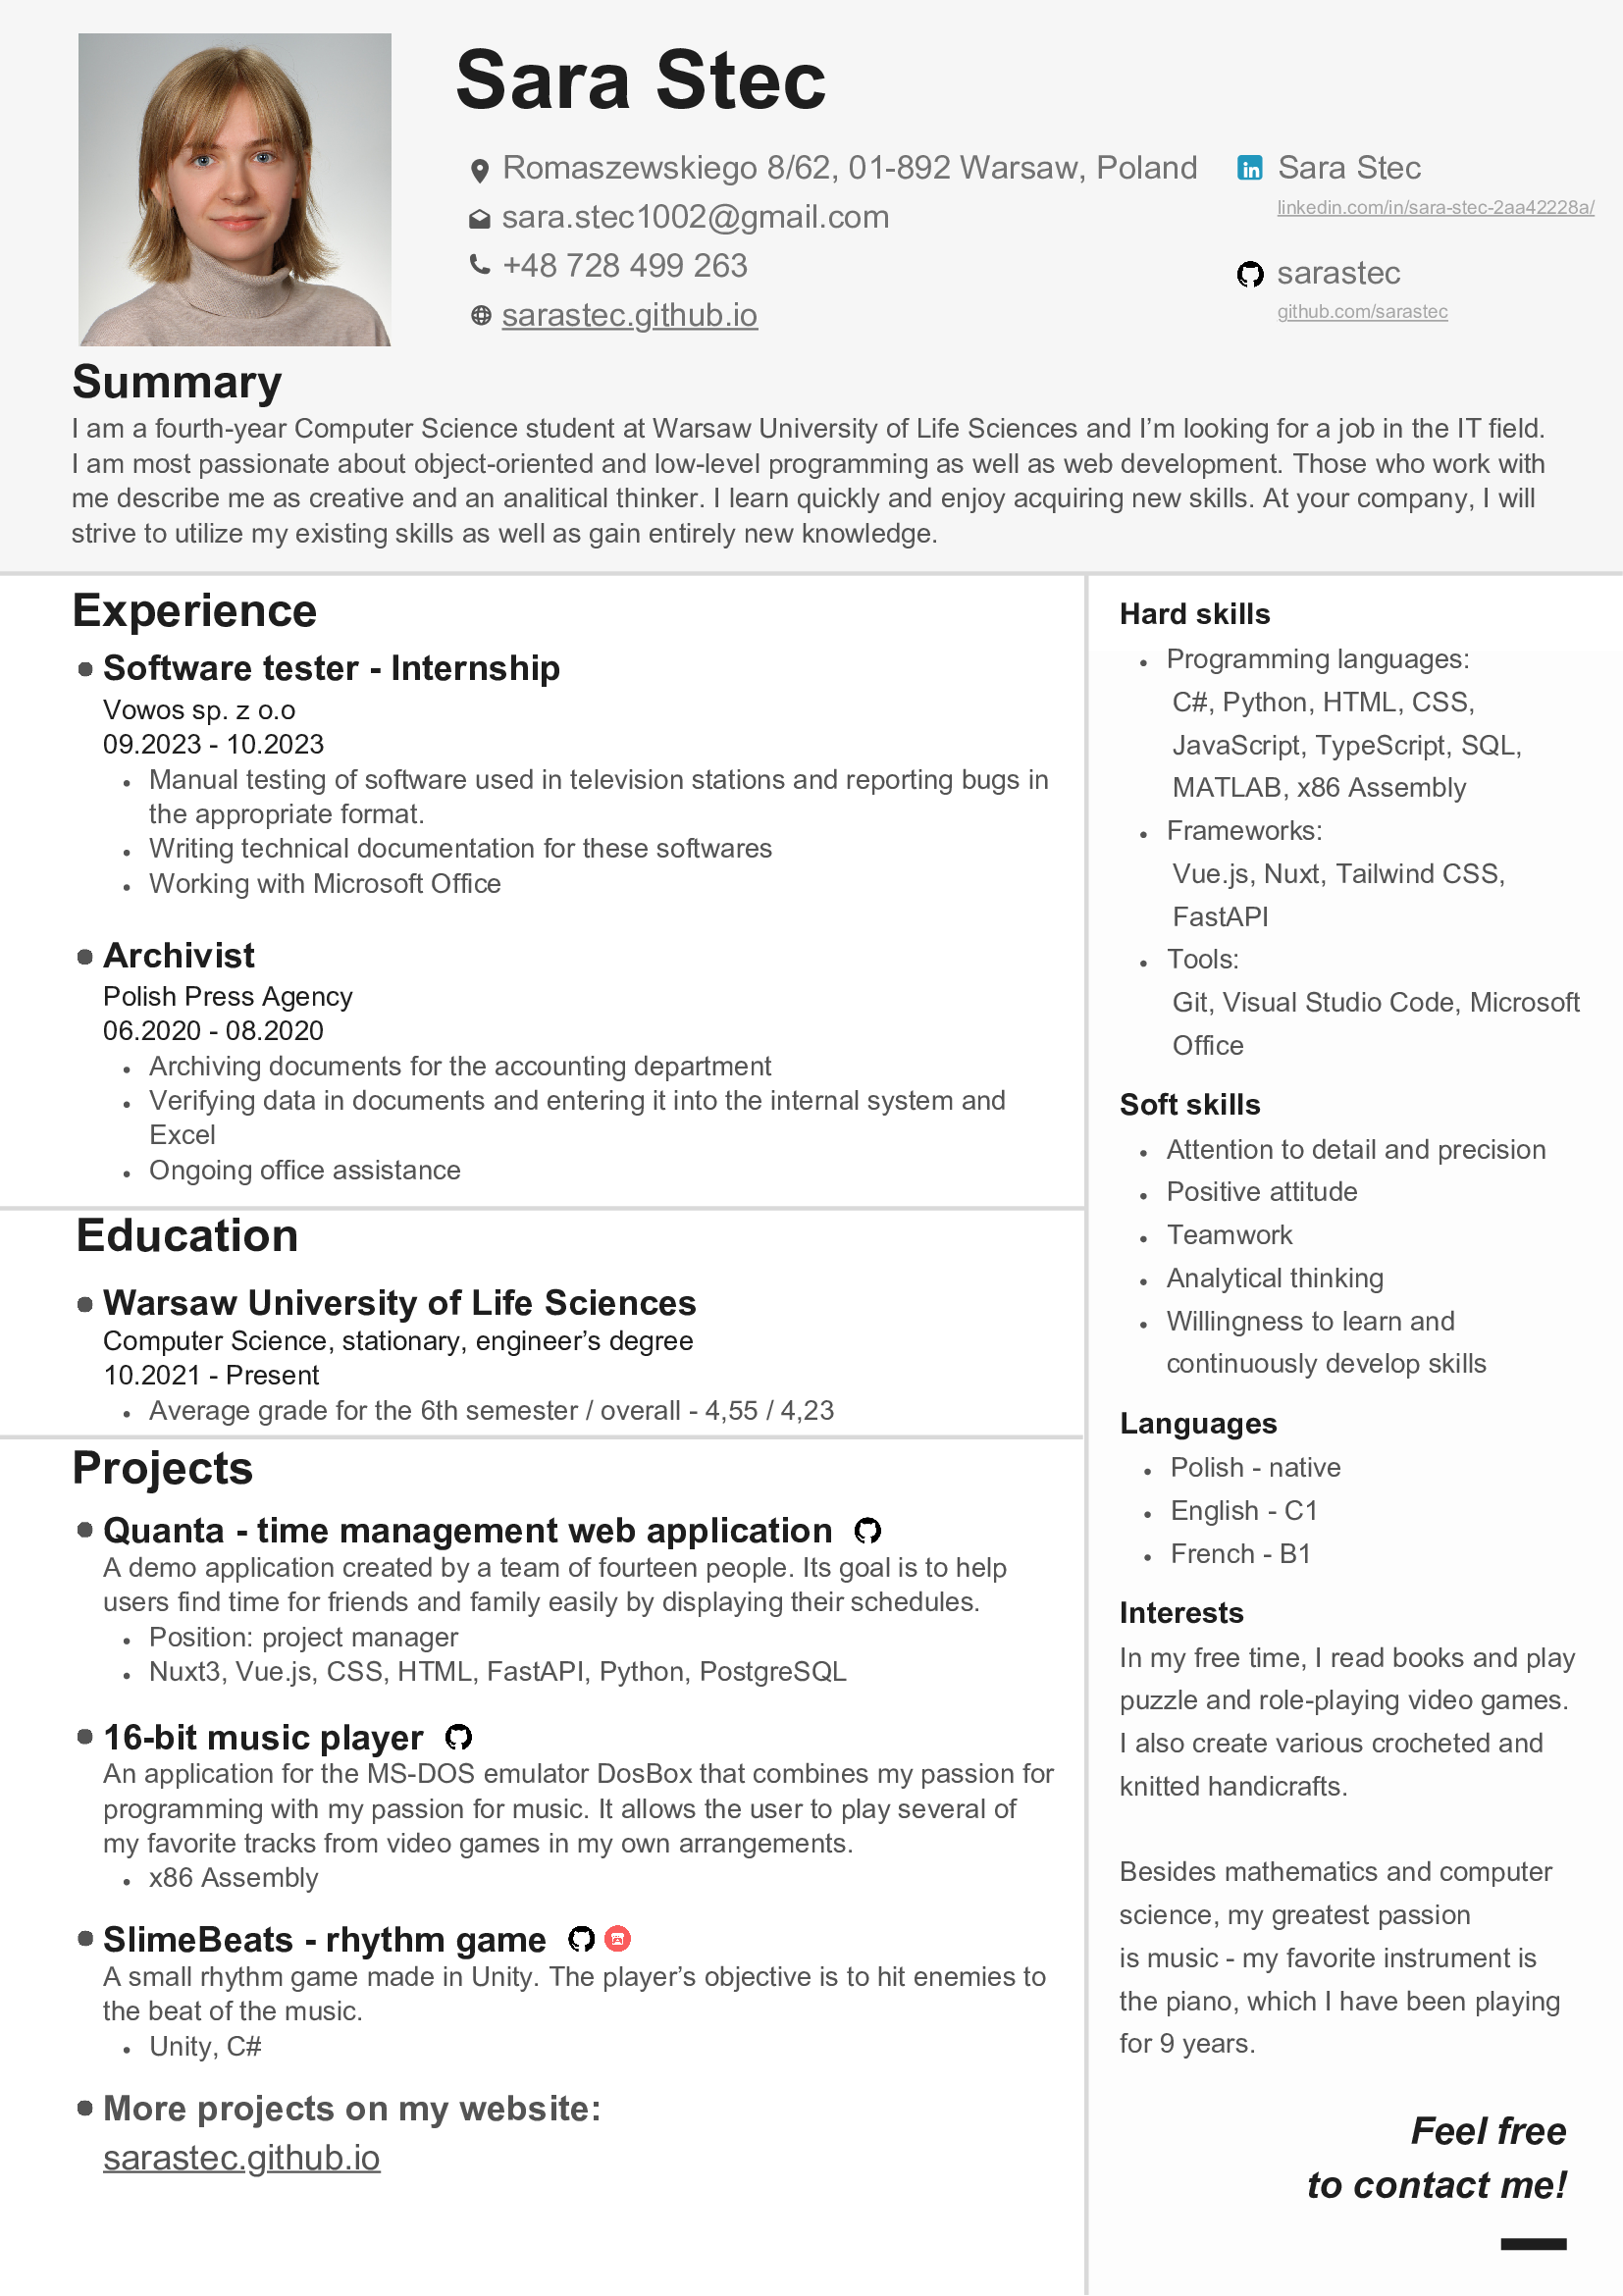 Sara Stec
Romaszewskiego 8/62, 01-892 Warsaw, Poland
sara.stec1002@gmail.com
+48 728 499 263
sarastec.github.io
Sara Stec
linkedin.com/in/sara-stec-2aa42228a/
sarastec
github.com/sarastec
Summary
I am a fourth-year Computer Science student at Warsaw University of Life Sciences and I’m looking for a job in the IT field.
I am most passionate about object-oriented and low-level programming as well as web development. Those who work with
me describe me as creative and an analitical thinker. I learn quickly and enjoy acquiring new skills. At your company, I will
strive to utilize my existing skills as well as gain entirely new knowledge.
Experience
Software tester - Internship
Vowos sp. z o.o
09.2023 - 10.2023
• Manual testing of software used in television stations and reporting bugs in
the appropriate format.
• Writing technical documentation for these softwares
• Working with Microsoft Office
Archivist
Polish Press Agency
06.2020 - 08.2020
• Archiving documents for the accounting department
• Verifying data in documents and entering it into the internal system and
Excel
• Ongoing office assistance
Education
Warsaw University of Life Sciences
Computer Science, stationary, engineer’s degree
10.2021 - Present
• Average grade for the 6th semester / overall - 4,55 / 4,23
Projects
Quanta - time management web application
A demo application created by a team of fourteen people. Its goal is to help
users find time for friends and family easily by displaying their schedules.
• Position: project manager
• Nuxt3, Vue.js, CSS, HTML, FastAPI, Python, PostgreSQL
16-bit music player
An application for the MS-DOS emulator DosBox that combines my passion for
programming with my passion for music. It allows the user to play several of
my favorite tracks from video games in my own arrangements.
• x86 Assembly
SlimeBeats - rhythm game
A small rhythm game made in Unity. The player’s objective is to hit enemies to
the beat of the music.
• Unity, C#
More projects on my website:
sarastec.github.io
Hard skills
• Programming languages:
C#, Python, HTML, CSS,
JavaScript, TypeScript, SQL,
MATLAB, x86 Assembly
• Frameworks:
Vue.js, Nuxt, Tailwind CSS,
FastAPI
• Tools:
Git, Visual Studio Code, Microsoft
Office
Soft skills
• Attention to detail and precision
• Positive attitude
• Teamwork
• Analytical thinking
• Willingness to learn and
continuously develop skills
Languages
• Polish - native
• English - C1
• French - B1
Interests
In my free time, I read books and play
puzzle and role-playing video games.
I also create various crocheted and
knitted handicrafts.
Besides mathematics and computer
science, my greatest passion
is music - my favorite instrument is
the piano, which I have been playing
for 9 years.
Feel free
to contact me!